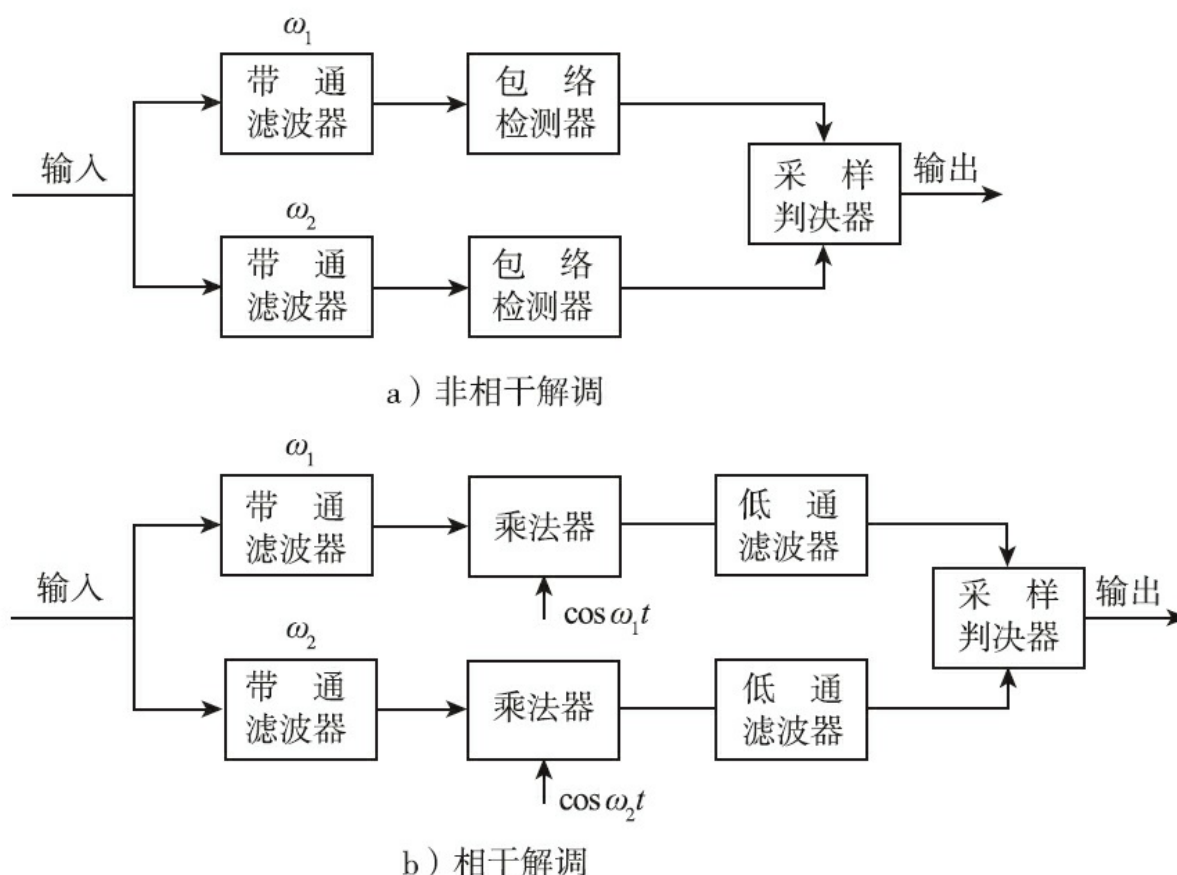 ω₁
带 通
滤波器
包 络
检测器
输入
采 样
判决器
输出
ω₂
带 通
滤波器
包 络
检测器
a）非相干解调
ω₁
带 通
滤波器
乘法器
低 通
滤波器
cos ω₁t
输入
采 样
判决器
输出
ω₂
带 通
滤波器
乘法器
低 通
滤波器
cos ω₂t
b）相干解调